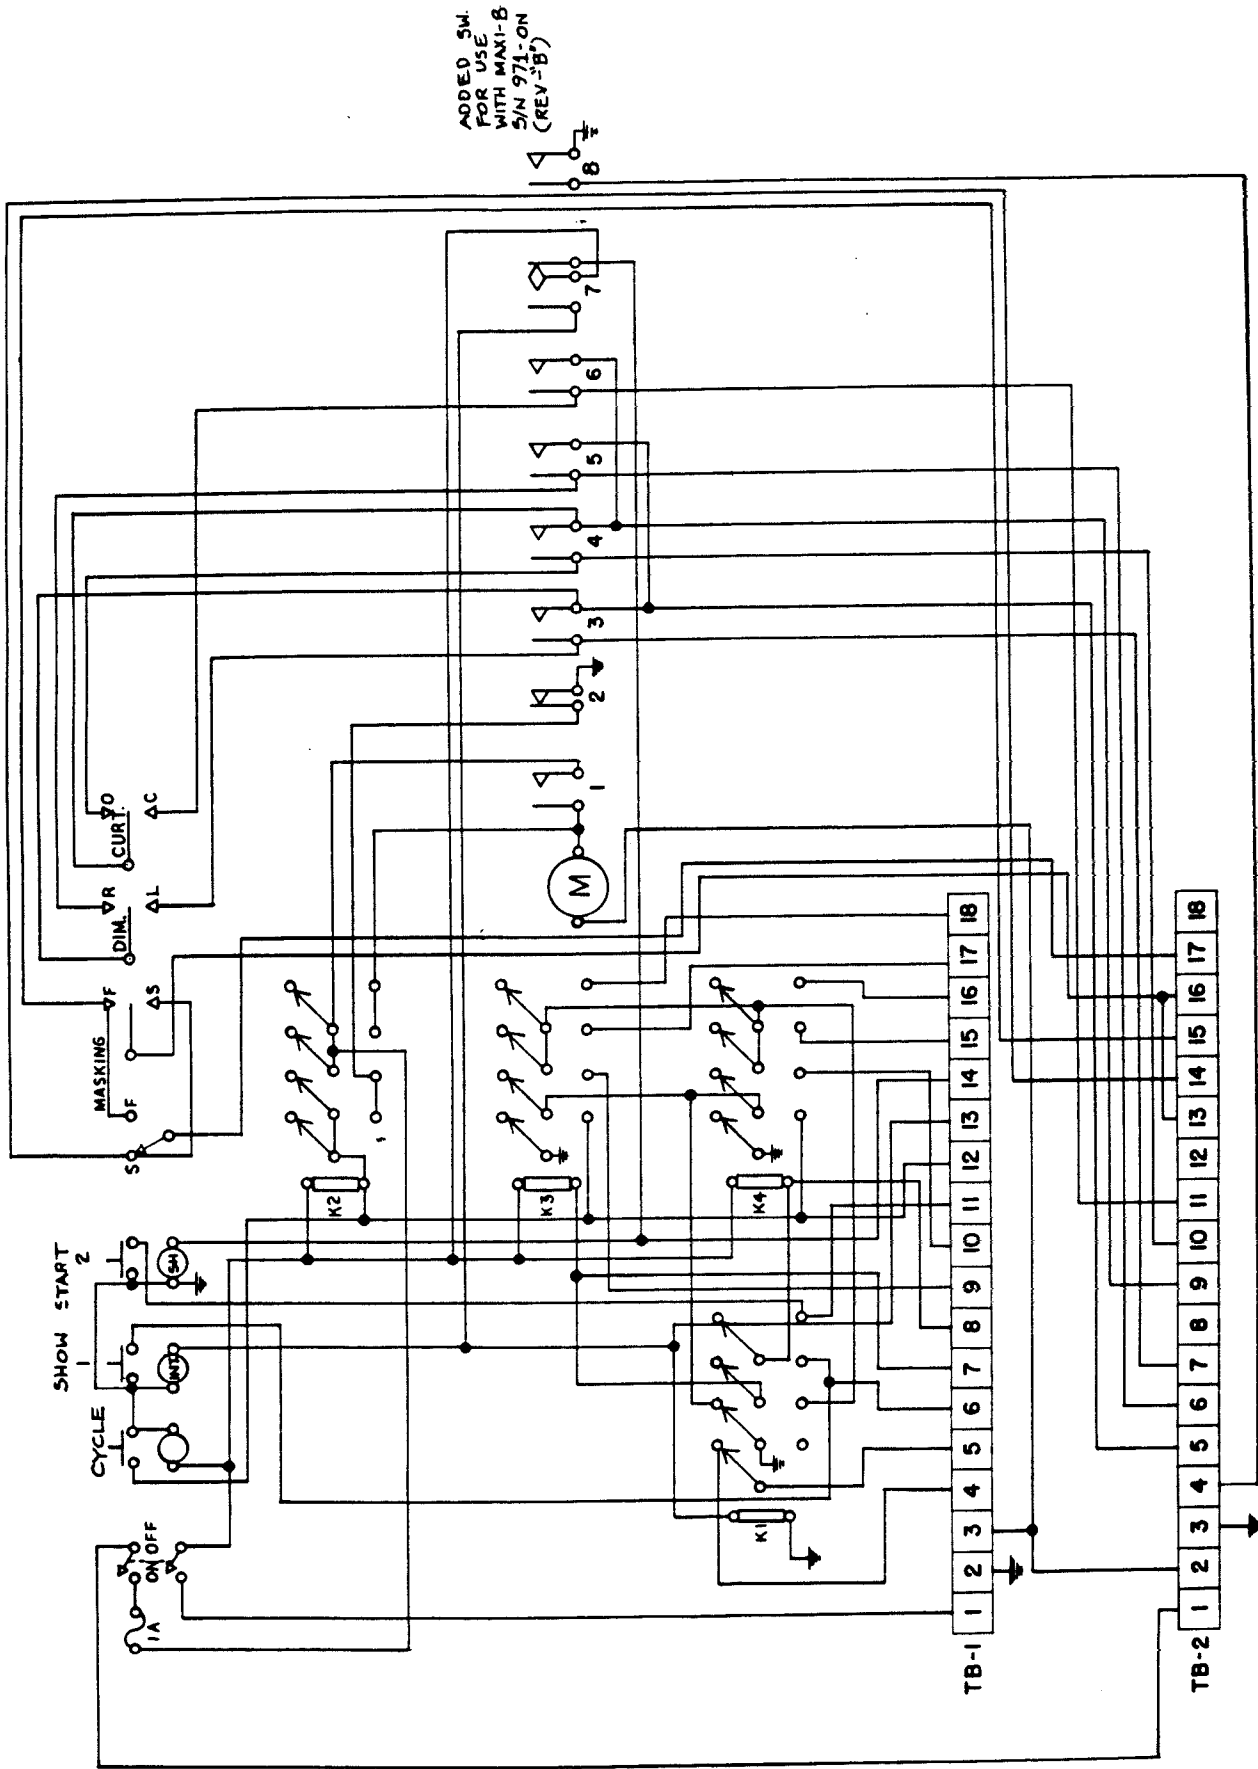 ADDED SW.
FOR USE
WITH MAXI-8
S/N 971-ON
(REV-"B")
SHOW START
CYCLE
1
2
INT
SH
ON OFF
1A
MASKING
S
F
F
S
DIM.
R
L
CURT.
O
C
K2
K3
K4
K1
M
1
2
3
4
5
6
7
8
TB-1
1 2 3 4 5 6 7 8 9 10 11 12 13 14 15 16 17 18
TB-2
1 2 3 4 5 6 7 8 9 10 11 12 13 14 15 16 17 18